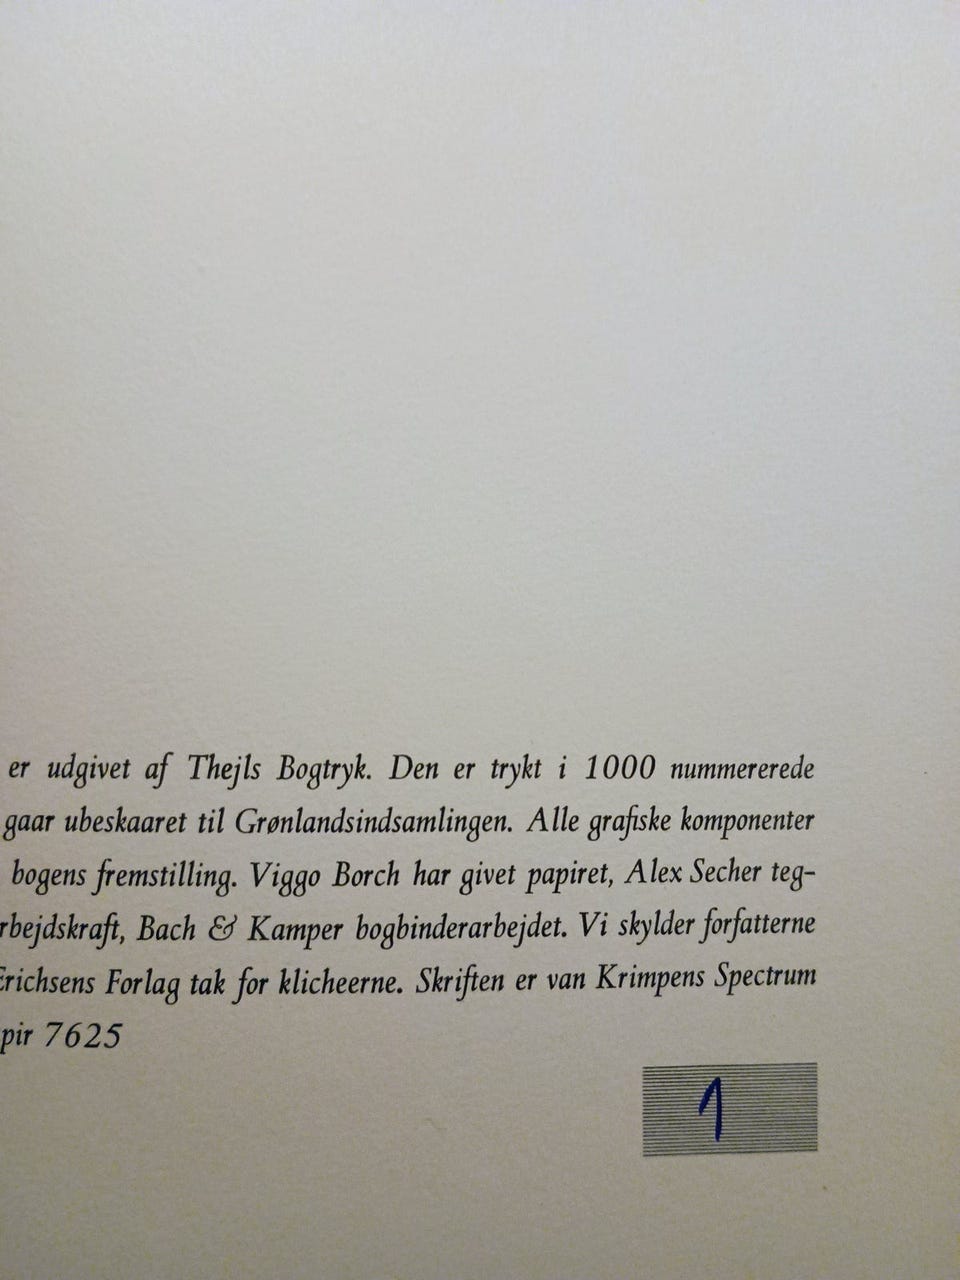 er udgivet af Thejls Bogtryk. Den er trykt i 1000 nummererede
gaar ubeskaaret til Grønlandsindsamlingen. Alle grafiske komponenter
bogens fremstilling. Viggo Borch har givet papiret, Alex Secher teg-
rbejdskraft, Bach & Kamper bogbinderarbejdet. Vi skylder forfatterne
Erichsens Forlag tak for klicheerne. Skriften er van Krimpens Spectrum
pir 7625
1